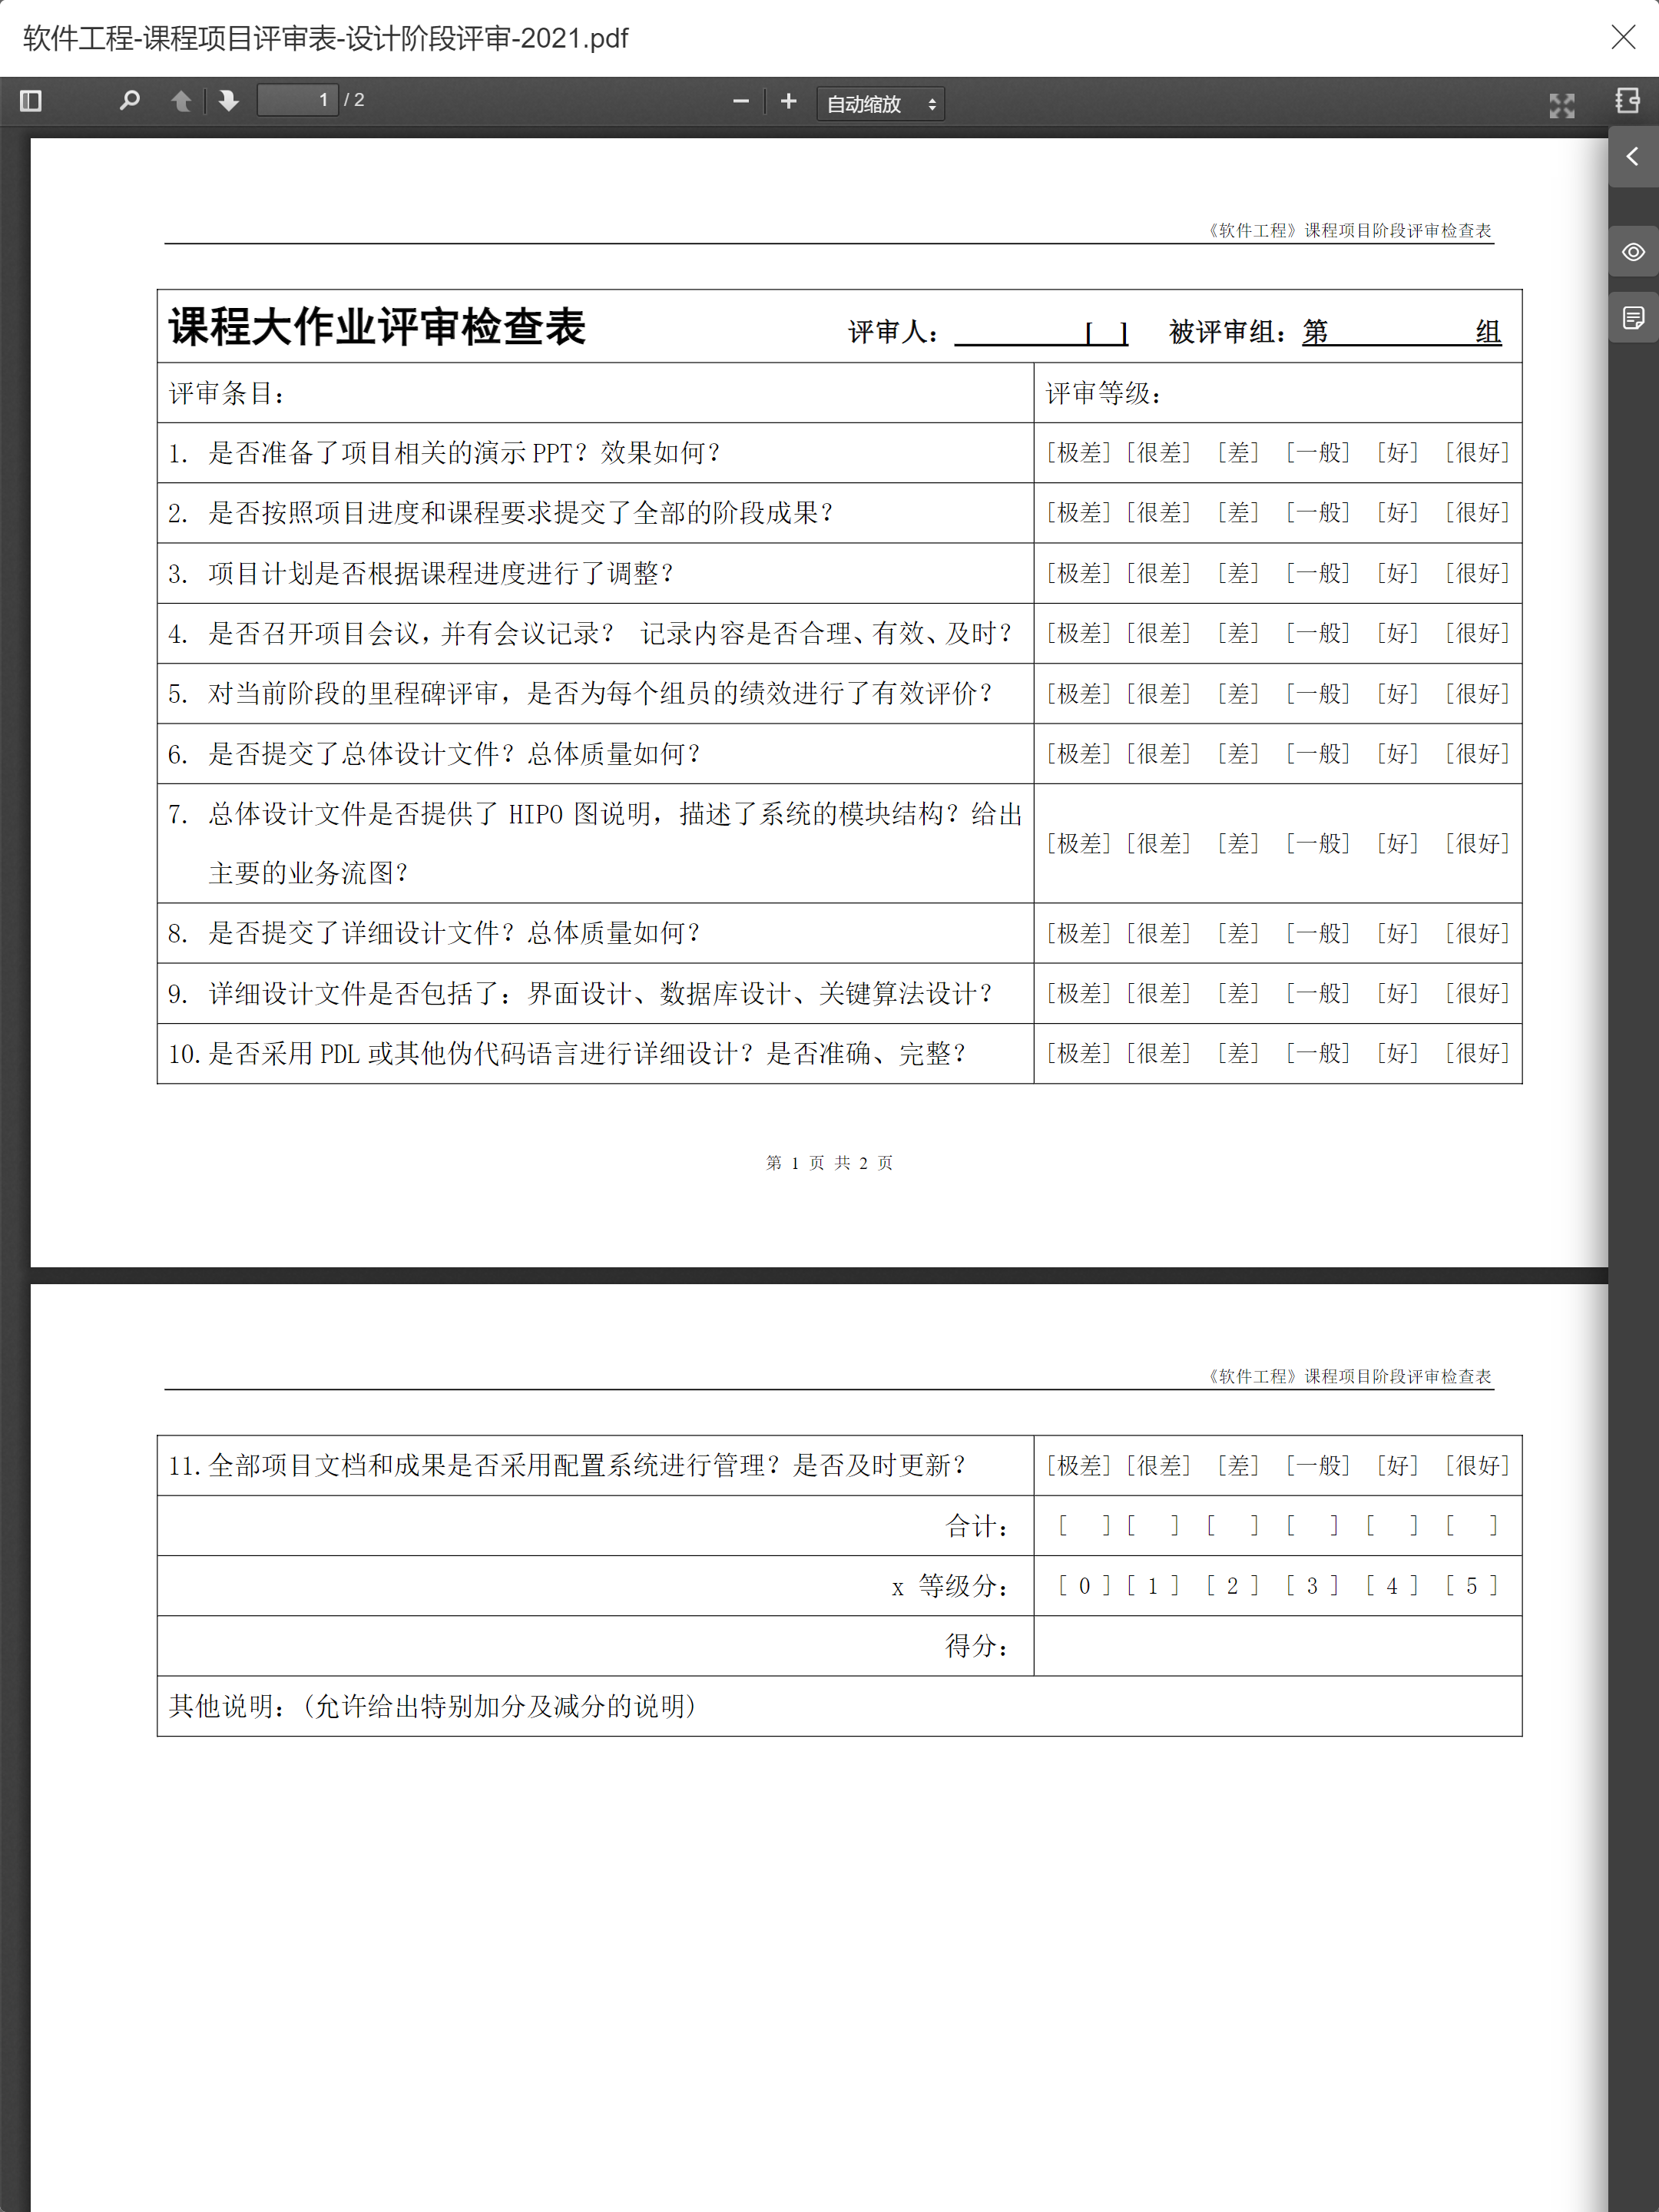 软件工程-课程项目评审表-设计阶段评审-2021.pdf
1 / 2
自动缩放
《软件工程》课程项目阶段评审检查表
课程大作业评审检查表 评审人：[ ] 被评审组：第 组
评审条目： 评审等级：
1. 是否准备了项目相关的演示 PPT？效果如何？ [极差] [很差] [差] [一般] [好] [很好]
2. 是否按照项目进度和课程要求提交了全部的阶段成果？ [极差] [很差] [差] [一般] [好] [很好]
3. 项目计划是否根据课程进度进行了调整？ [极差] [很差] [差] [一般] [好] [很好]
4. 是否召开项目会议，并有会议记录？ 记录内容是否合理、有效、及时？ [极差] [很差] [差] [一般] [好] [很好]
5. 对当前阶段的里程碑评审，是否为每个组员的绩效进行了有效评价？ [极差] [很差] [差] [一般] [好] [很好]
6. 是否提交了总体设计文件？总体质量如何？ [极差] [很差] [差] [一般] [好] [很好]
7. 总体设计文件是否提供了 HIPO 图说明，描述了系统的模块结构？给出
主要的业务流图？ [极差] [很差] [差] [一般] [好] [很好]
8. 是否提交了详细设计文件？总体质量如何？ [极差] [很差] [差] [一般] [好] [很好]
9. 详细设计文件是否包括了：界面设计、数据库设计、关键算法设计？ [极差] [很差] [差] [一般] [好] [很好]
10. 是否采用 PDL 或其他伪代码语言进行详细设计？是否准确、完整？ [极差] [很差] [差] [一般] [好] [很好]
第 1 页 共 2 页
《软件工程》课程项目阶段评审检查表
11. 全部项目文档和成果是否采用配置系统进行管理？是否及时更新？ [极差] [很差] [差] [一般] [好] [很好]
合计： [ ] [ ] [ ] [ ] [ ] [ ]
x 等级分： [ 0 ] [ 1 ] [ 2 ] [ 3 ] [ 4 ] [ 5 ]
得分：
其他说明：(允许给出特别加分及减分的说明)